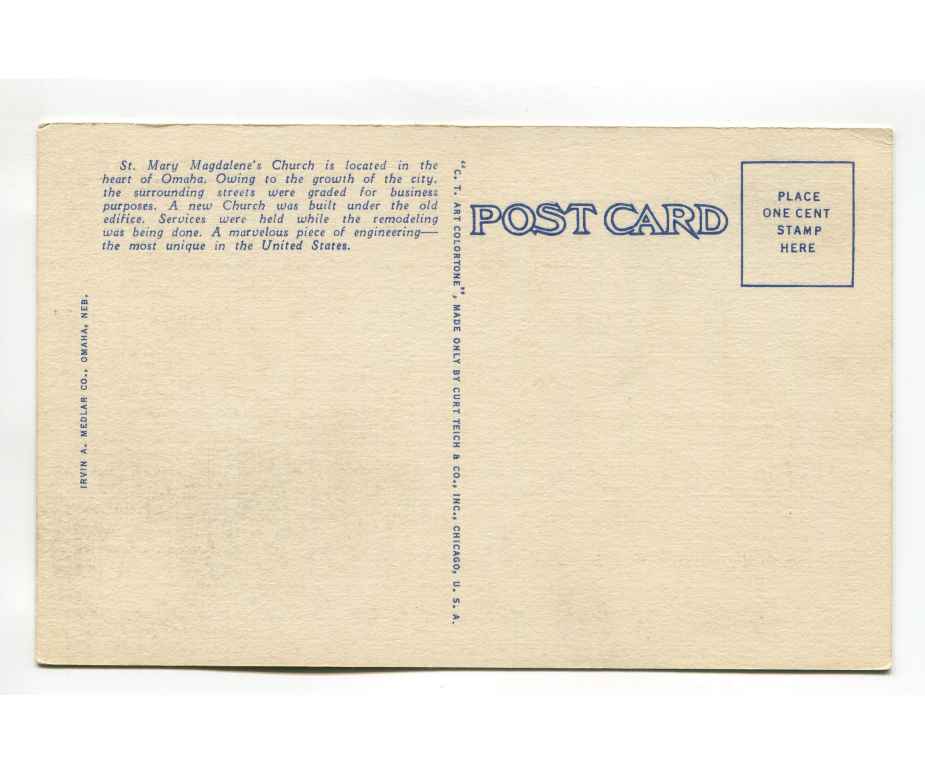 St. Mary Magdalene's Church is located in the
heart of Omaha. Owing to the growth of the city,
the surrounding streets were graded for business
purposes. A new Church was built under the old
edifice. Services were held while the remodeling
was being done. A marvelous piece of engineering—
the most unique in the United States.
IRVIN A. MEDLAR CO., OMAHA, NEB.
"C. T. ART COLORTONE", MADE ONLY BY CURT TEICH & CO., INC., CHICAGO, U. S. A.
POST CARD
PLACE
ONE CENT
STAMP
HERE